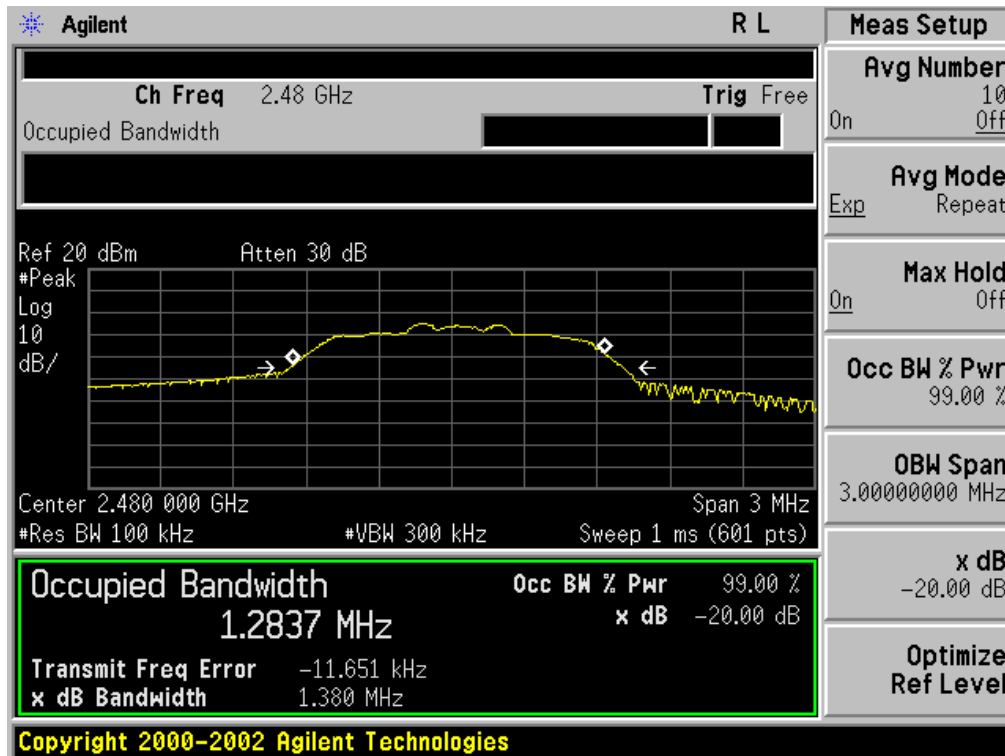 Agilent R L
Ch Freq 2.48 GHz Trig Free
Occupied Bandwidth
Ref 20 dBm Atten 30 dB
#Peak
Log
10
dB/
Center 2.480 000 GHz Span 3 MHz
#Res BW 100 kHz #VBW 300 kHz Sweep 1 ms (601 pts)
Occupied Bandwidth
1.2837 MHz
Occ BW % Pwr 99.00 %
x dB -20.00 dB
Transmit Freq Error -11.651 kHz
x dB Bandwidth 1.380 MHz
Copyright 2000-2002 Agilent Technologies
Meas Setup
Avg Number
10
On Off
Avg Mode
Exp Repeat
Max Hold
On Off
Occ BW % Pwr
99.00 %
OBW Span
3.00000000 MHz
x dB
-20.00 dB
Optimize
Ref Level